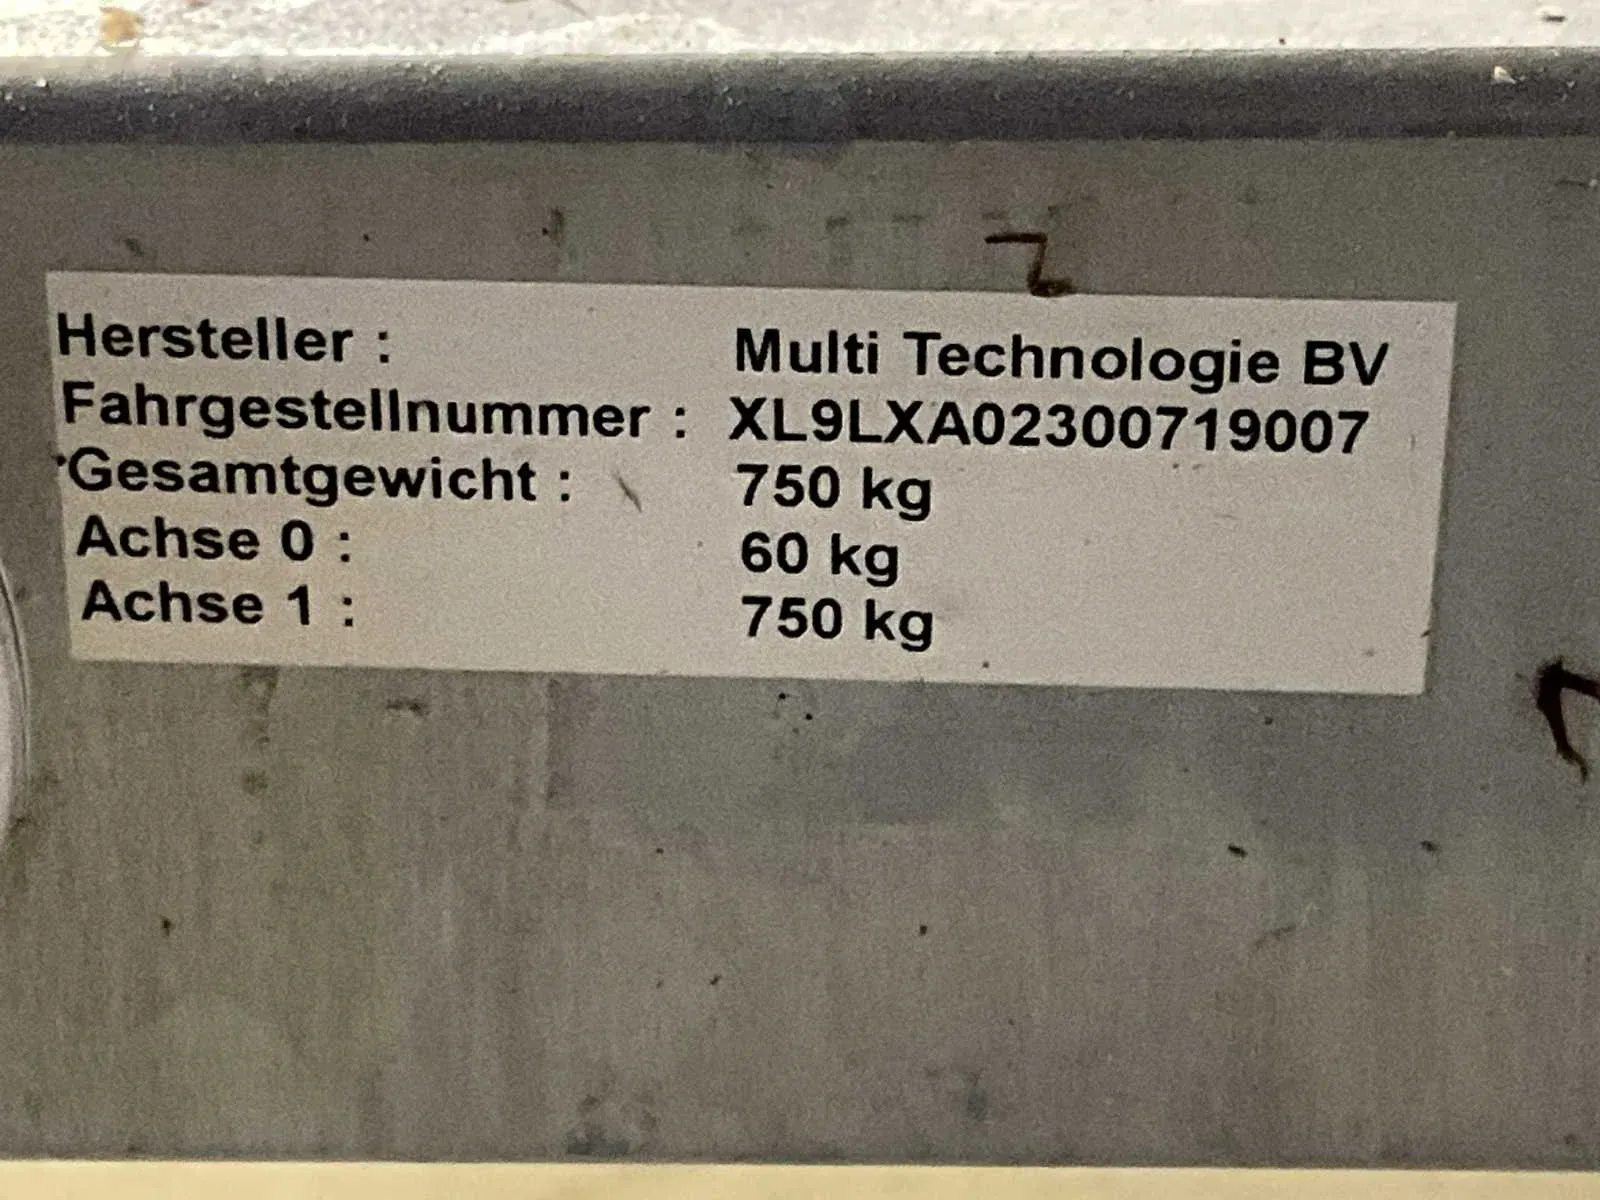 Hersteller : Multi Technologie BV
Fahrgestellnummer : XL9LXA02300719007
Gesamtgewicht : 750 kg
Achse 0 : 60 kg
Achse 1 : 750 kg